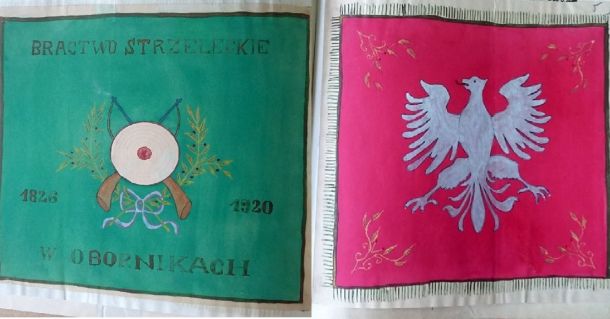 BRACTWO STRZELECKIE
1826 1920
W OBORNIKACH